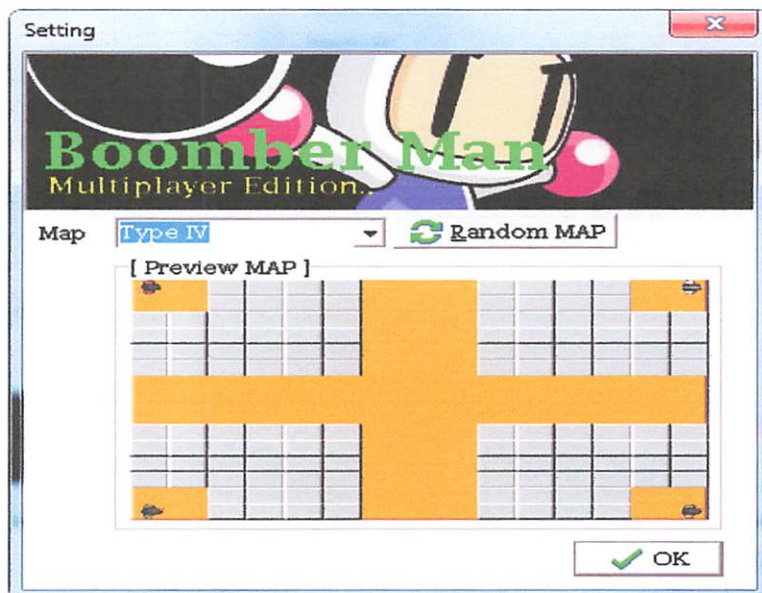 Setting
Boomber Man
Multiplayer Edition..
Map Type IV Random MAP
[ Preview MAP ]
OK